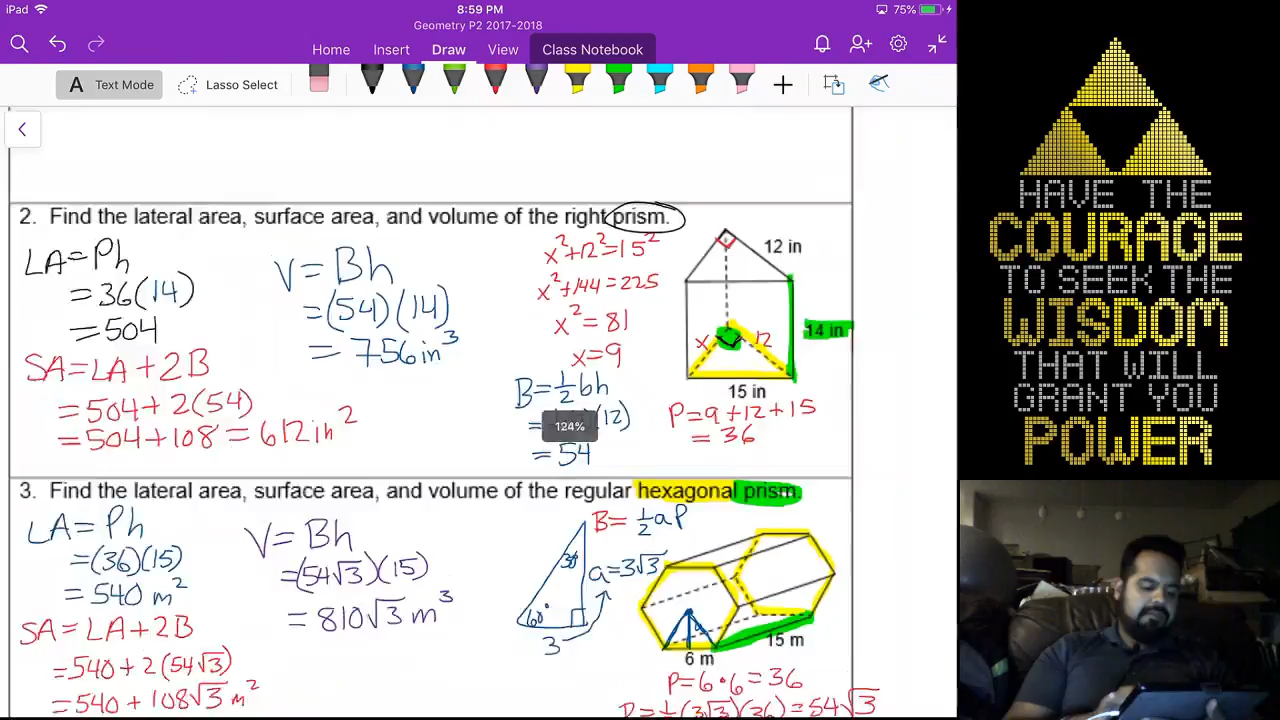 iPad
8:59 PM
75%
Geometry P2 2017-2018
Home Insert Draw View Class Notebook
A Text Mode Lasso Select
2. Find the lateral area, surface area, and volume of the right prism.
LA = Ph
= 36(14)
= 504
SA = LA + 2B
= 504 + 2(54)
= 504 + 108 = 612 in²
V = Bh
= (54)(14)
= 756 in³
x² + 12² = 15²
x² + 144 = 225
x² = 81
x = 9
B = ½bh
(12)
= 54
124%
12 in
14 in
x 12
15 in
P = 9 + 12 + 15
= 36
3. Find the lateral area, surface area, and volume of the regular hexagonal prism.
LA = Ph
= (36)(15)
= 540 m²
SA = LA + 2B
= 540 + 2(54√3)
= 540 + 108√3 m²
V = Bh
= (54√3)(15)
= 810√3 m³
B = ½aP
30°
a = 3√3
60°
3
15 m
6 m
P = 6 • 6 = 36
B = ½(3√3)(36) = 54√3
HAVE THE
COURAGE
TO SEEK THE
WISDOM
THAT WILL
GRANT YOU
POWER